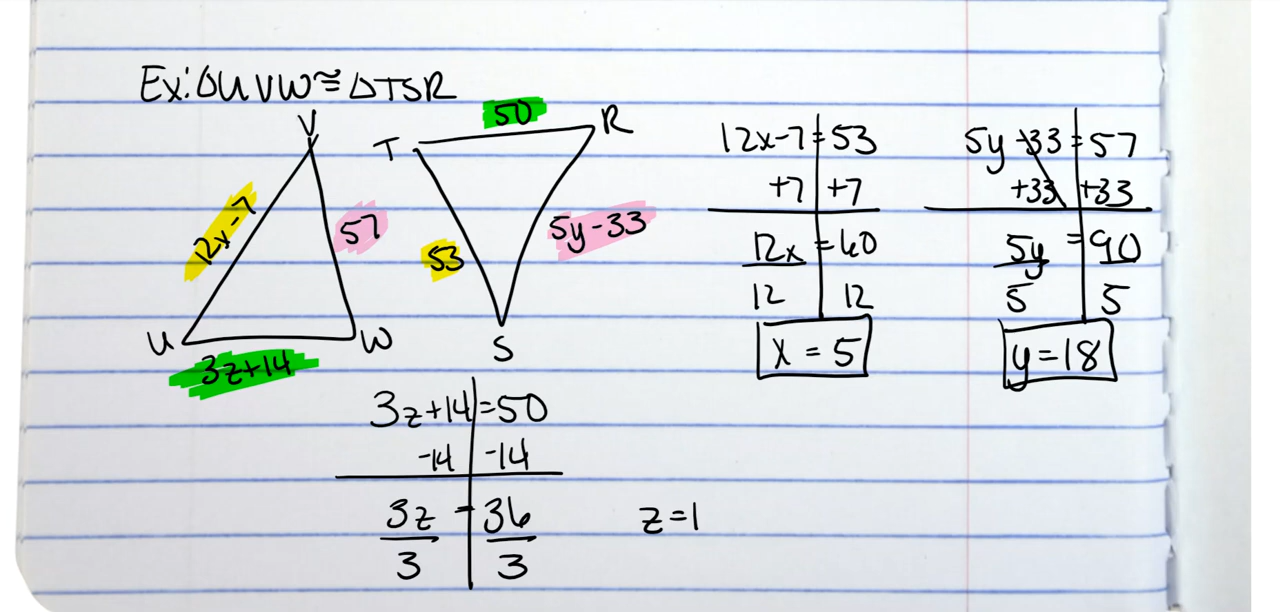 Ex: ΔUVW ≅ ΔTSR
V
T
50
R
12x-7
57
53
5y-33
U
W
S
3z+14
12x-7=53
+7 +7
12x = 60
12 12
x = 5
5y-33=57
+33 +33
5y = 90
5 5
y=18
3z+14=50
-14 -14
3z = 36
3 3
z=1